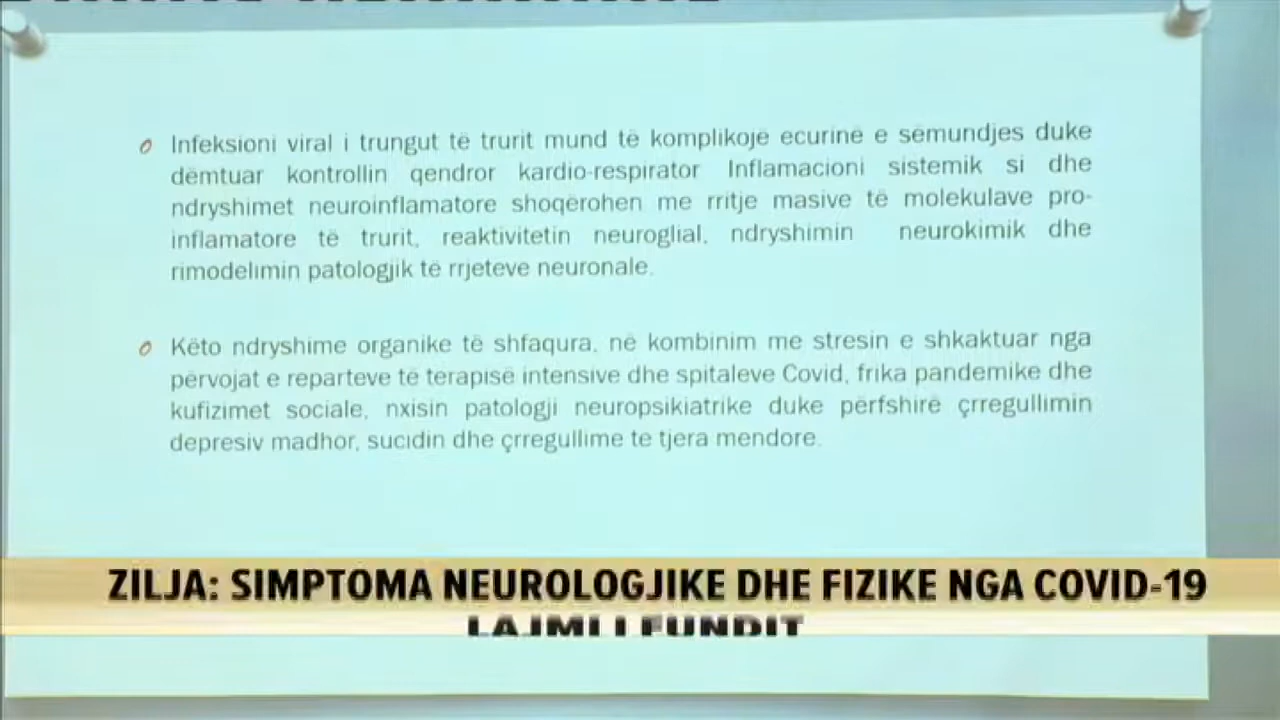 Infeksioni viral i trungut të trurit mund të komplikojë ecurinë e sëmundjes duke
dëmtuar kontrollin qendror kardio-respirator Inflamacioni sistemik si dhe
ndryshimet neuroinflamatore shoqërohen me rritje masive të molekulave pro-
inflamatore të trurit, reaktivitetin neuroglial, ndryshimin neurokimik dhe
rimodelimin patologjik të rrjeteve neuronale.
Këto ndryshime organike të shfaqura, në kombinim me stresin e shkaktuar nga
përvojat e reparteve të terapisë intensive dhe spitaleve Covid, frika pandemike dhe
kufizimet sociale, nxisin patologji neuropsikiatrike duke përfshirë çrregullimin
depresiv madhor, sucidin dhe çrregullime te tjera mendore.
ZILJA: SIMPTOMA NEUROLOGJIKE DHE FIZIKE NGA COVID-19
LAJMI I FUNDIT